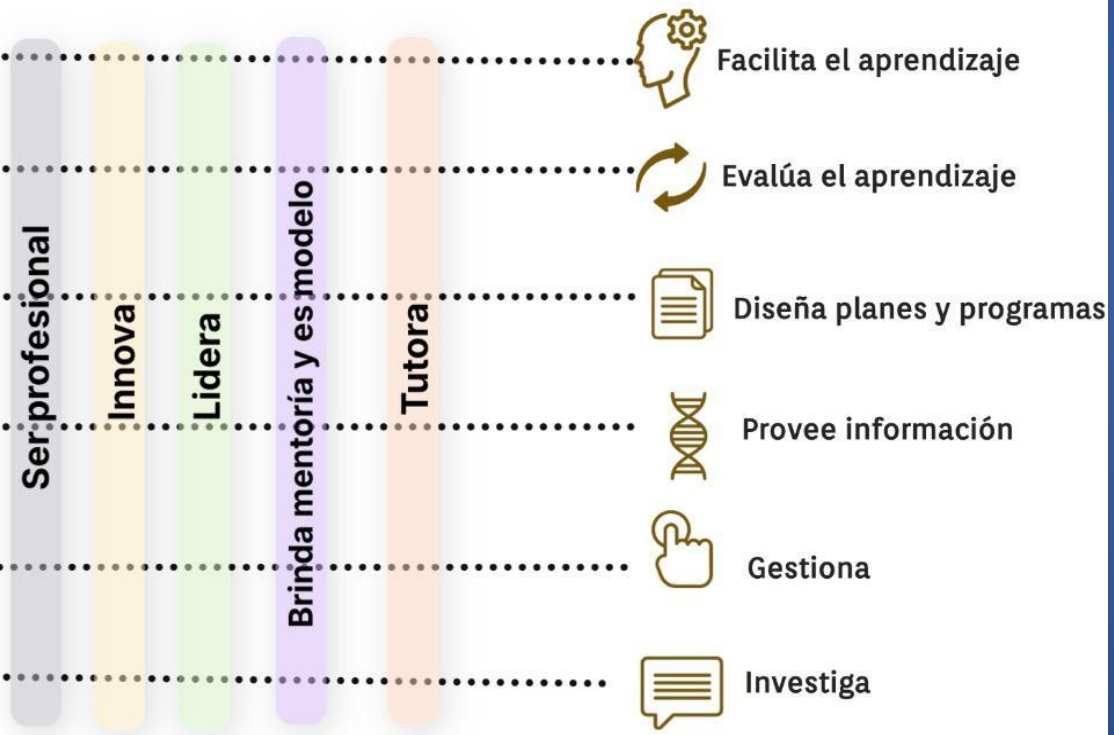 Ser profesional
Innova
Lidera
Brinda mentoría y es modelo
Tutora
Facilita el aprendizaje
Evalúa el aprendizaje
Diseña planes y programas
Provee información
Gestiona
Investiga